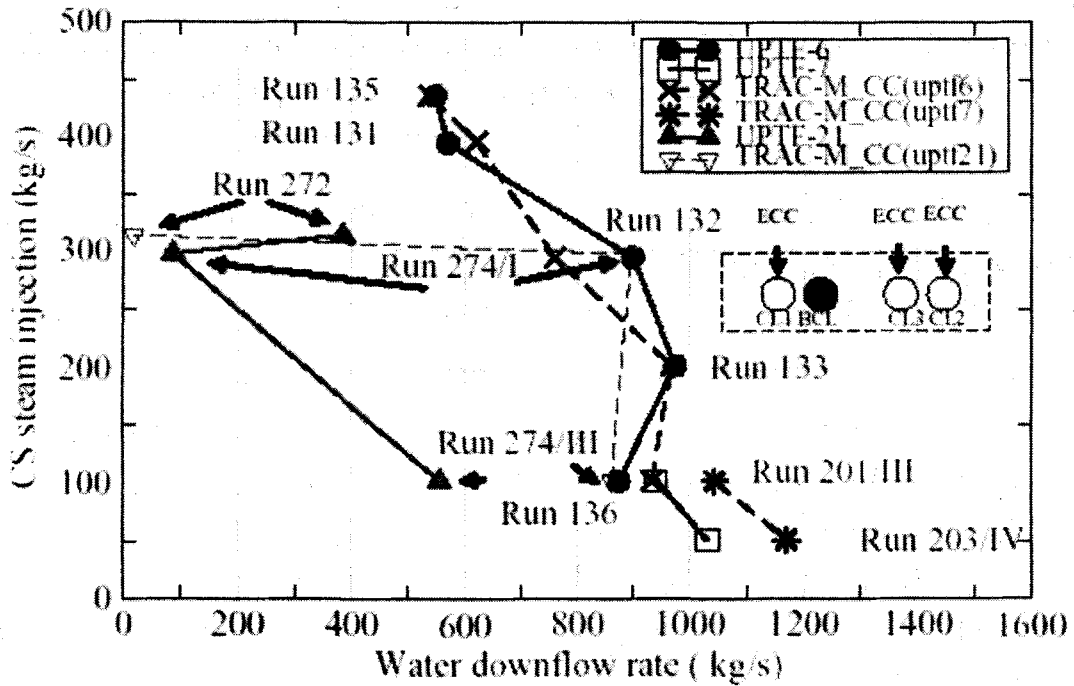 500
400
300
200
100
0
CS steam injection (kg/s)
0 200 400 600 800 1000 1200 1400 1600
Water downflow rate ( kg/s)
UPTF-6
UPTF-7
TRAC-M_CC(uptf6)
TRAC-M_CC(uptf7)
UPTF-21
TRAC-M_CC(uptf21)
Run 135
Run 131
Run 272
Run 132
Run 274/I
Run 133
Run 274/III
Run 136
Run 201/III
Run 203/IV
ECC ECC ECC
CL1 BCL CL3 CL2